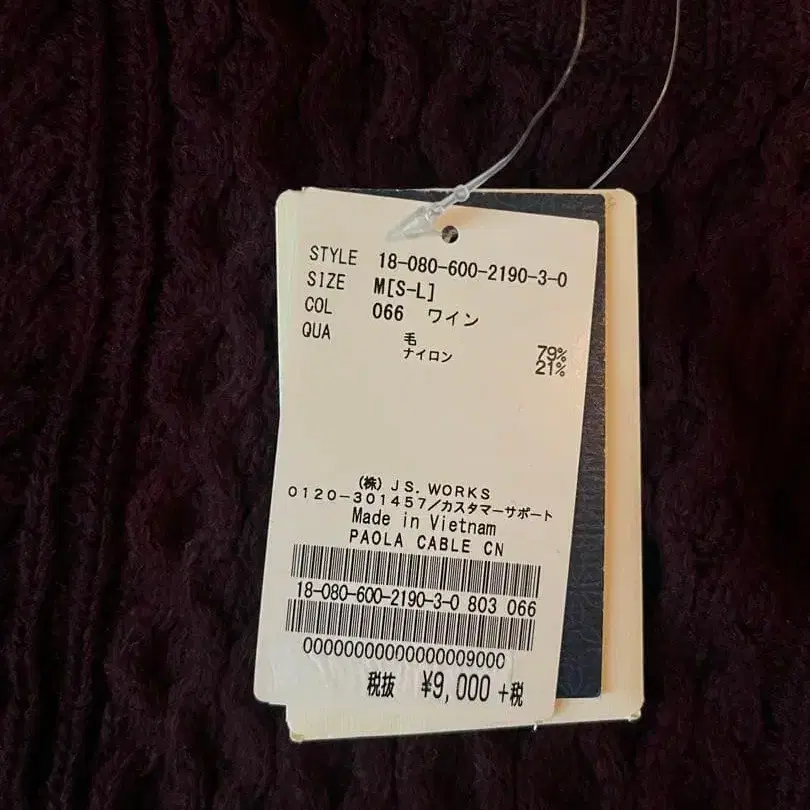 STYLE 18-080-600-2190-3-0
SIZE M[S-L]
COL 066 ワイン
QUA 毛 79%
ナイロン 21%
(株) JS. WORKS
0120-301457/カスタマーサポート
Made in Vietnam
PAOLA CABLE CN
18-080-600-2190-3-0 803 066
000000000000000009000
税抜 ¥9,000 +税